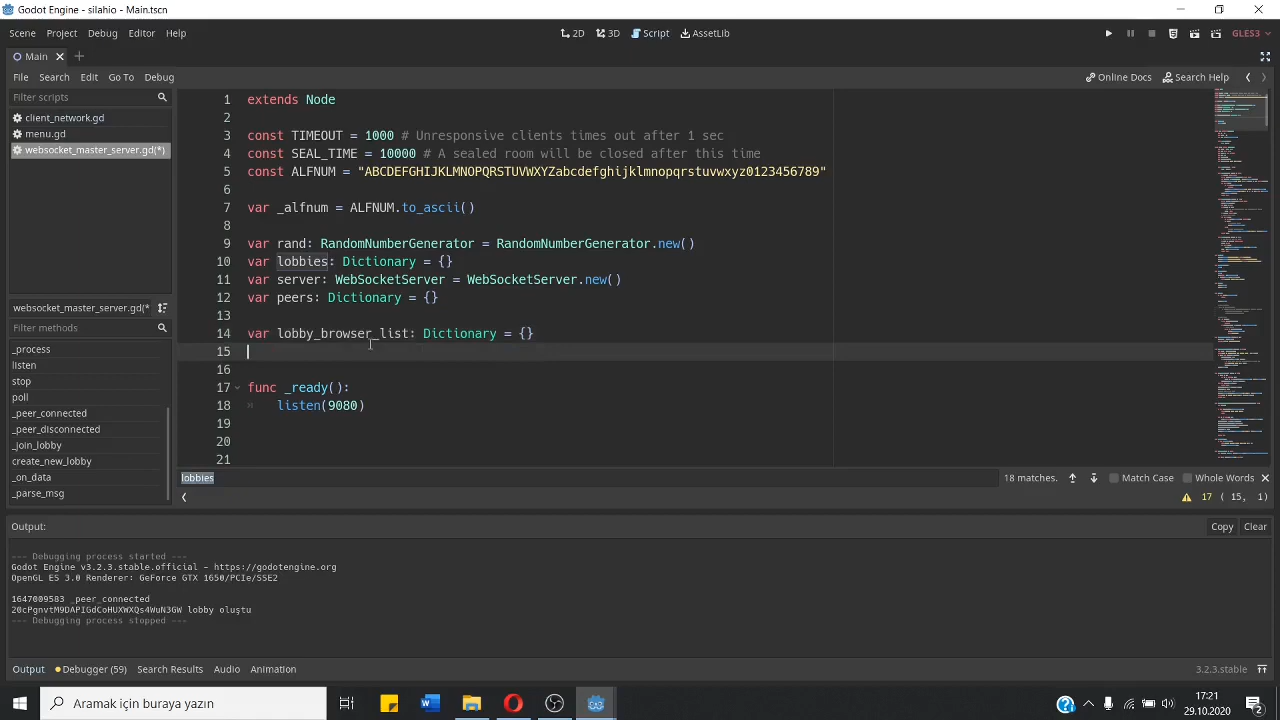 Godot Engine - silahio - Main.tscn
Scene Project Debug Editor Help
2D 3D Script AssetLib
GLES3
Main
File Search Edit Go To Debug
Online Docs Search Help
Filter scripts
client_network.gd
menu.gd
websocket_master_server.gd(*)
websocket_master_server.gd(*
Filter methods
_process
listen
stop
poll
_peer_connected
_peer_disconnected
_join_lobby
create_new_lobby
_on_data
_parse_msg
1 extends Node
2
3 const TIMEOUT = 1000 # Unresponsive clients times out after 1 sec
4 const SEAL_TIME = 10000 # A sealed room will be closed after this time
5 const ALFNUM = "ABCDEFGHIJKLMNOPQRSTUVWXYZabcdefghijklmnopqrstuvwxyz0123456789"
6
7 var _alfnum = ALFNUM.to_ascii()
8
9 var rand: RandomNumberGenerator = RandomNumberGenerator.new()
10 var lobbies: Dictionary = {}
11 var server: WebSocketServer = WebSocketServer.new()
12 var peers: Dictionary = {}
13
14 var lobby_browser_list: Dictionary = {}
15
16
17 func _ready():
18 listen(9080)
19
20
21
lobbies
18 matches. Match Case Whole Words
17 ( 15, 1)
Output:
Copy Clear
--- Debugging process started ---
Godot Engine v3.2.3.stable.official - https://godotengine.org
OpenGL ES 3.0 Renderer: GeForce GTX 1650/PCIe/SSE2
1647009583 _peer_connected
20cPgnvtM9DAPIGdCoHUXWXQs4WuN3GW lobby oluştu
--- Debugging process stopped ---
Output Debugger (59) Search Results Audio Animation
3.2.3.stable
Aramak için buraya yazın
17:21
29.10.2020
2